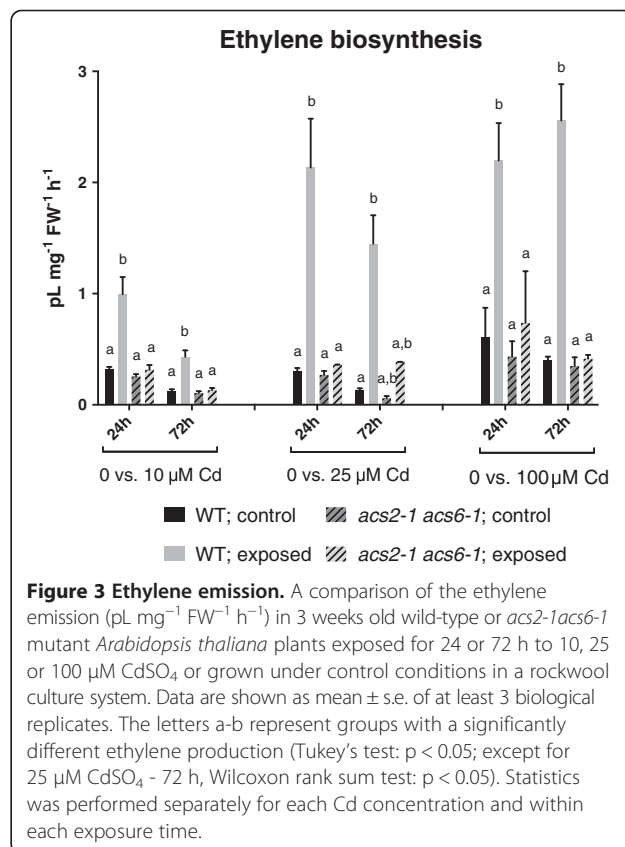 Ethylene biosynthesis
pL mg⁻¹ FW⁻¹ h⁻¹
3
2
1
0
a b a a a b a a
a b a a a b a,b a,b
a b a a a b a a
24h 72h 24h 72h 24h 72h
0 vs. 10 µM Cd 0 vs. 25 µM Cd 0 vs. 100µM Cd
WT; control acs2-1 acs6-1; control
WT; exposed acs2-1 acs6-1; exposed
Figure 3 Ethylene emission. A comparison of the ethylene
emission (pL mg⁻¹ FW⁻¹ h⁻¹) in 3 weeks old wild-type or acs2-1acs6-1
mutant Arabidopsis thaliana plants exposed for 24 or 72 h to 10, 25
or 100 µM CdSO₄ or grown under control conditions in a rockwool
culture system. Data are shown as mean ± s.e. of at least 3 biological
replicates. The letters a-b represent groups with a significantly
different ethylene production (Tukey's test: p < 0.05; except for
25 µM CdSO₄ - 72 h, Wilcoxon rank sum test: p < 0.05). Statistics
was performed separately for each Cd concentration and within
each exposure time.